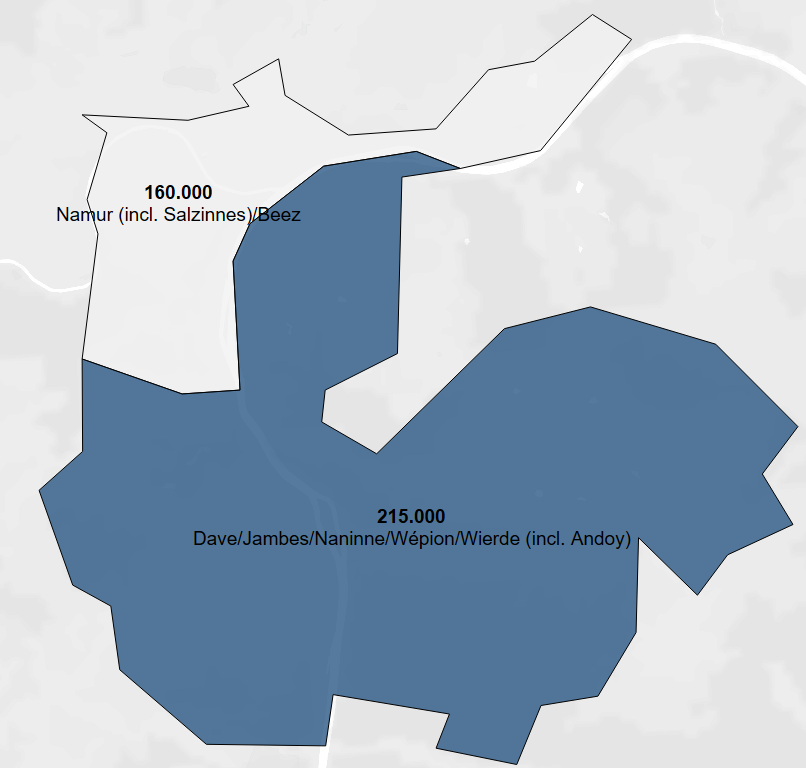 160.000
Namur (incl. Salzinnes)/Beez
215.000
Dave/Jambes/Naninne/Wépion/Wierde (incl. Andoy)